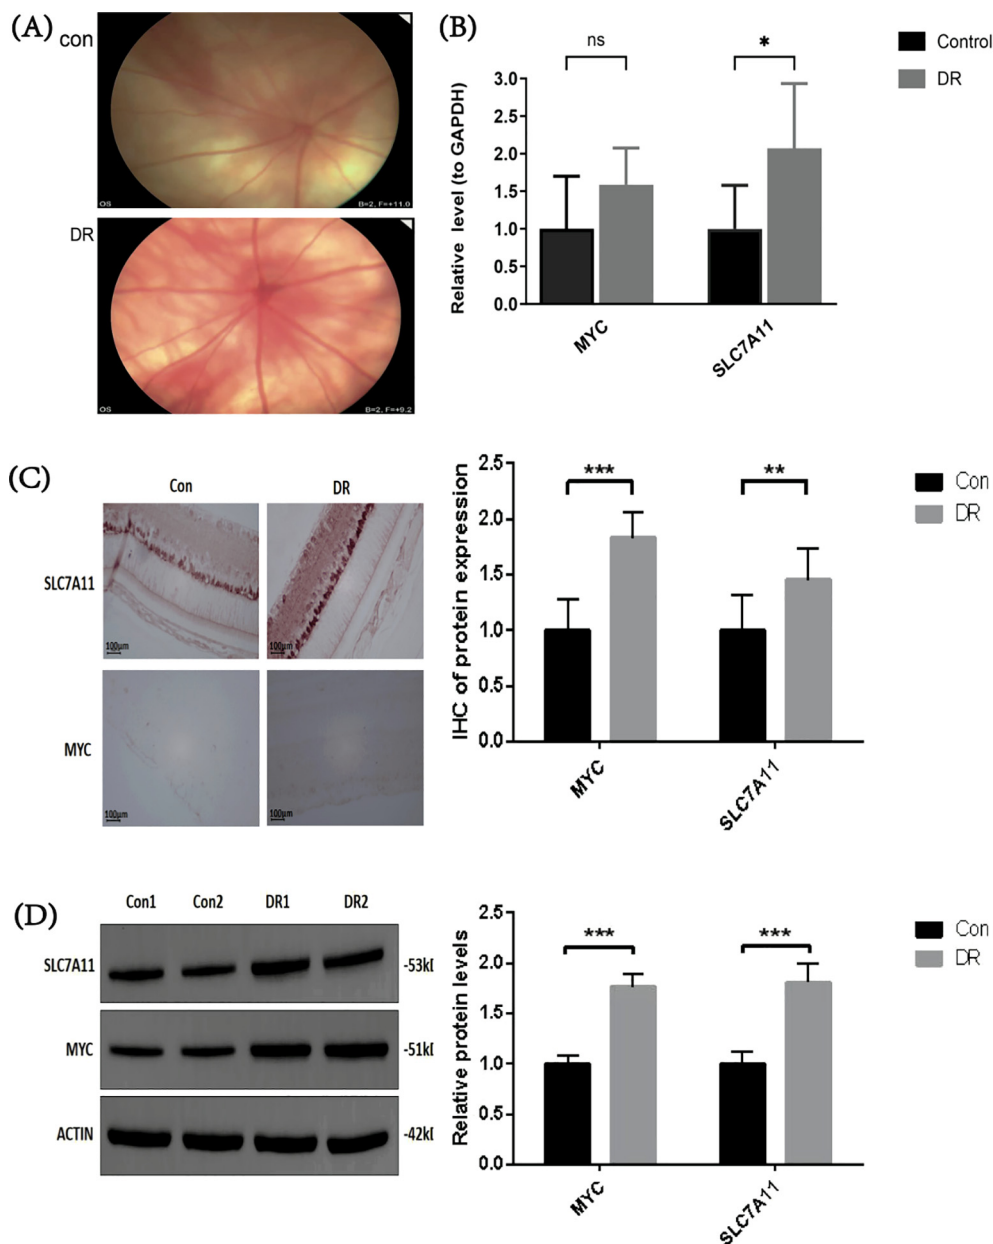 (A)
con
OS
B=2, F=+11.0
DR
OS
B=2, F=+9.2
(B)
ns
*
Control
DR
Relative level (to GAPDH)
3.0
2.5
2.0
1.5
1.0
0.5
0.0
MYC
SLC7A11
(C)
Con
DR
SLC7A11
100μm
100μm
MYC
100μm
100μm
***
**
Con
DR
IHC of protein expression
2.5
2.0
1.5
1.0
0.5
0.0
MYC
SLC7A11
(D)
Con1 Con2 DR1 DR2
SLC7A11
-53kD
MYC
-51kD
ACTIN
-42kD
***
***
Con
DR
Relative protein levels
2.5
2.0
1.5
1.0
0.5
0.0
MYC
SLC7A11